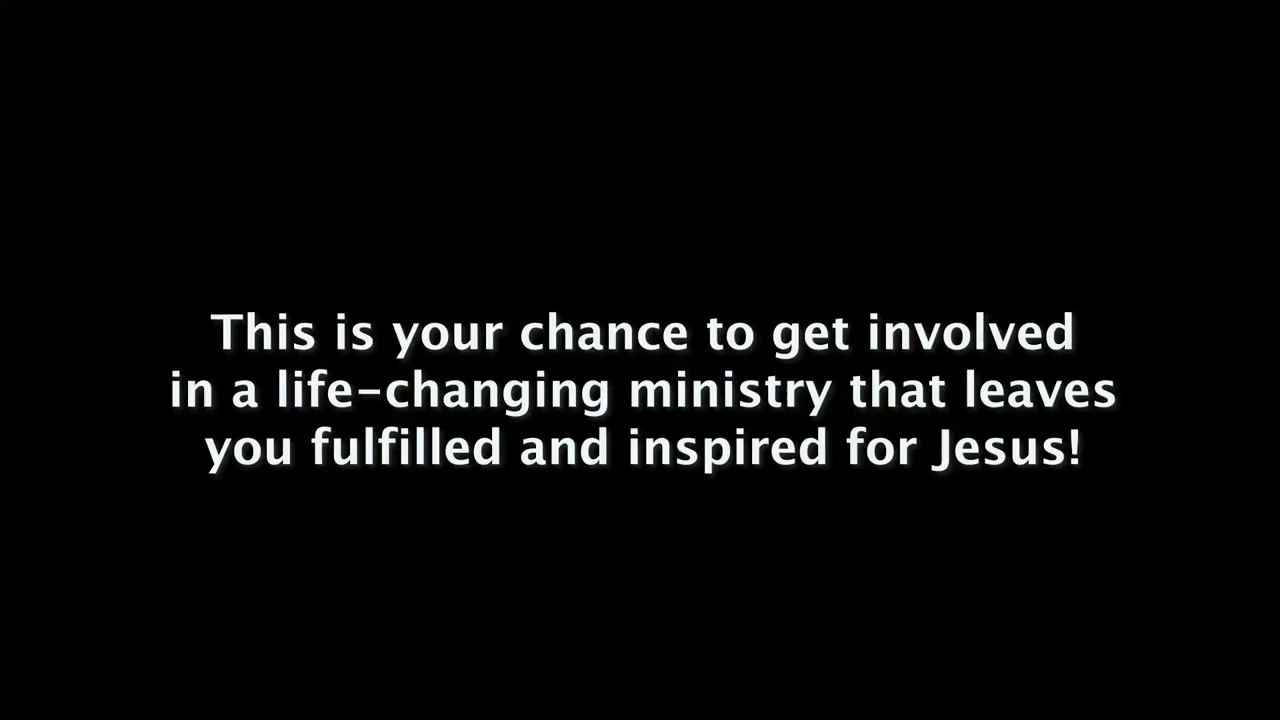 This is your chance to get involved
in a life-changing ministry that leaves
you fulfilled and inspired for Jesus!